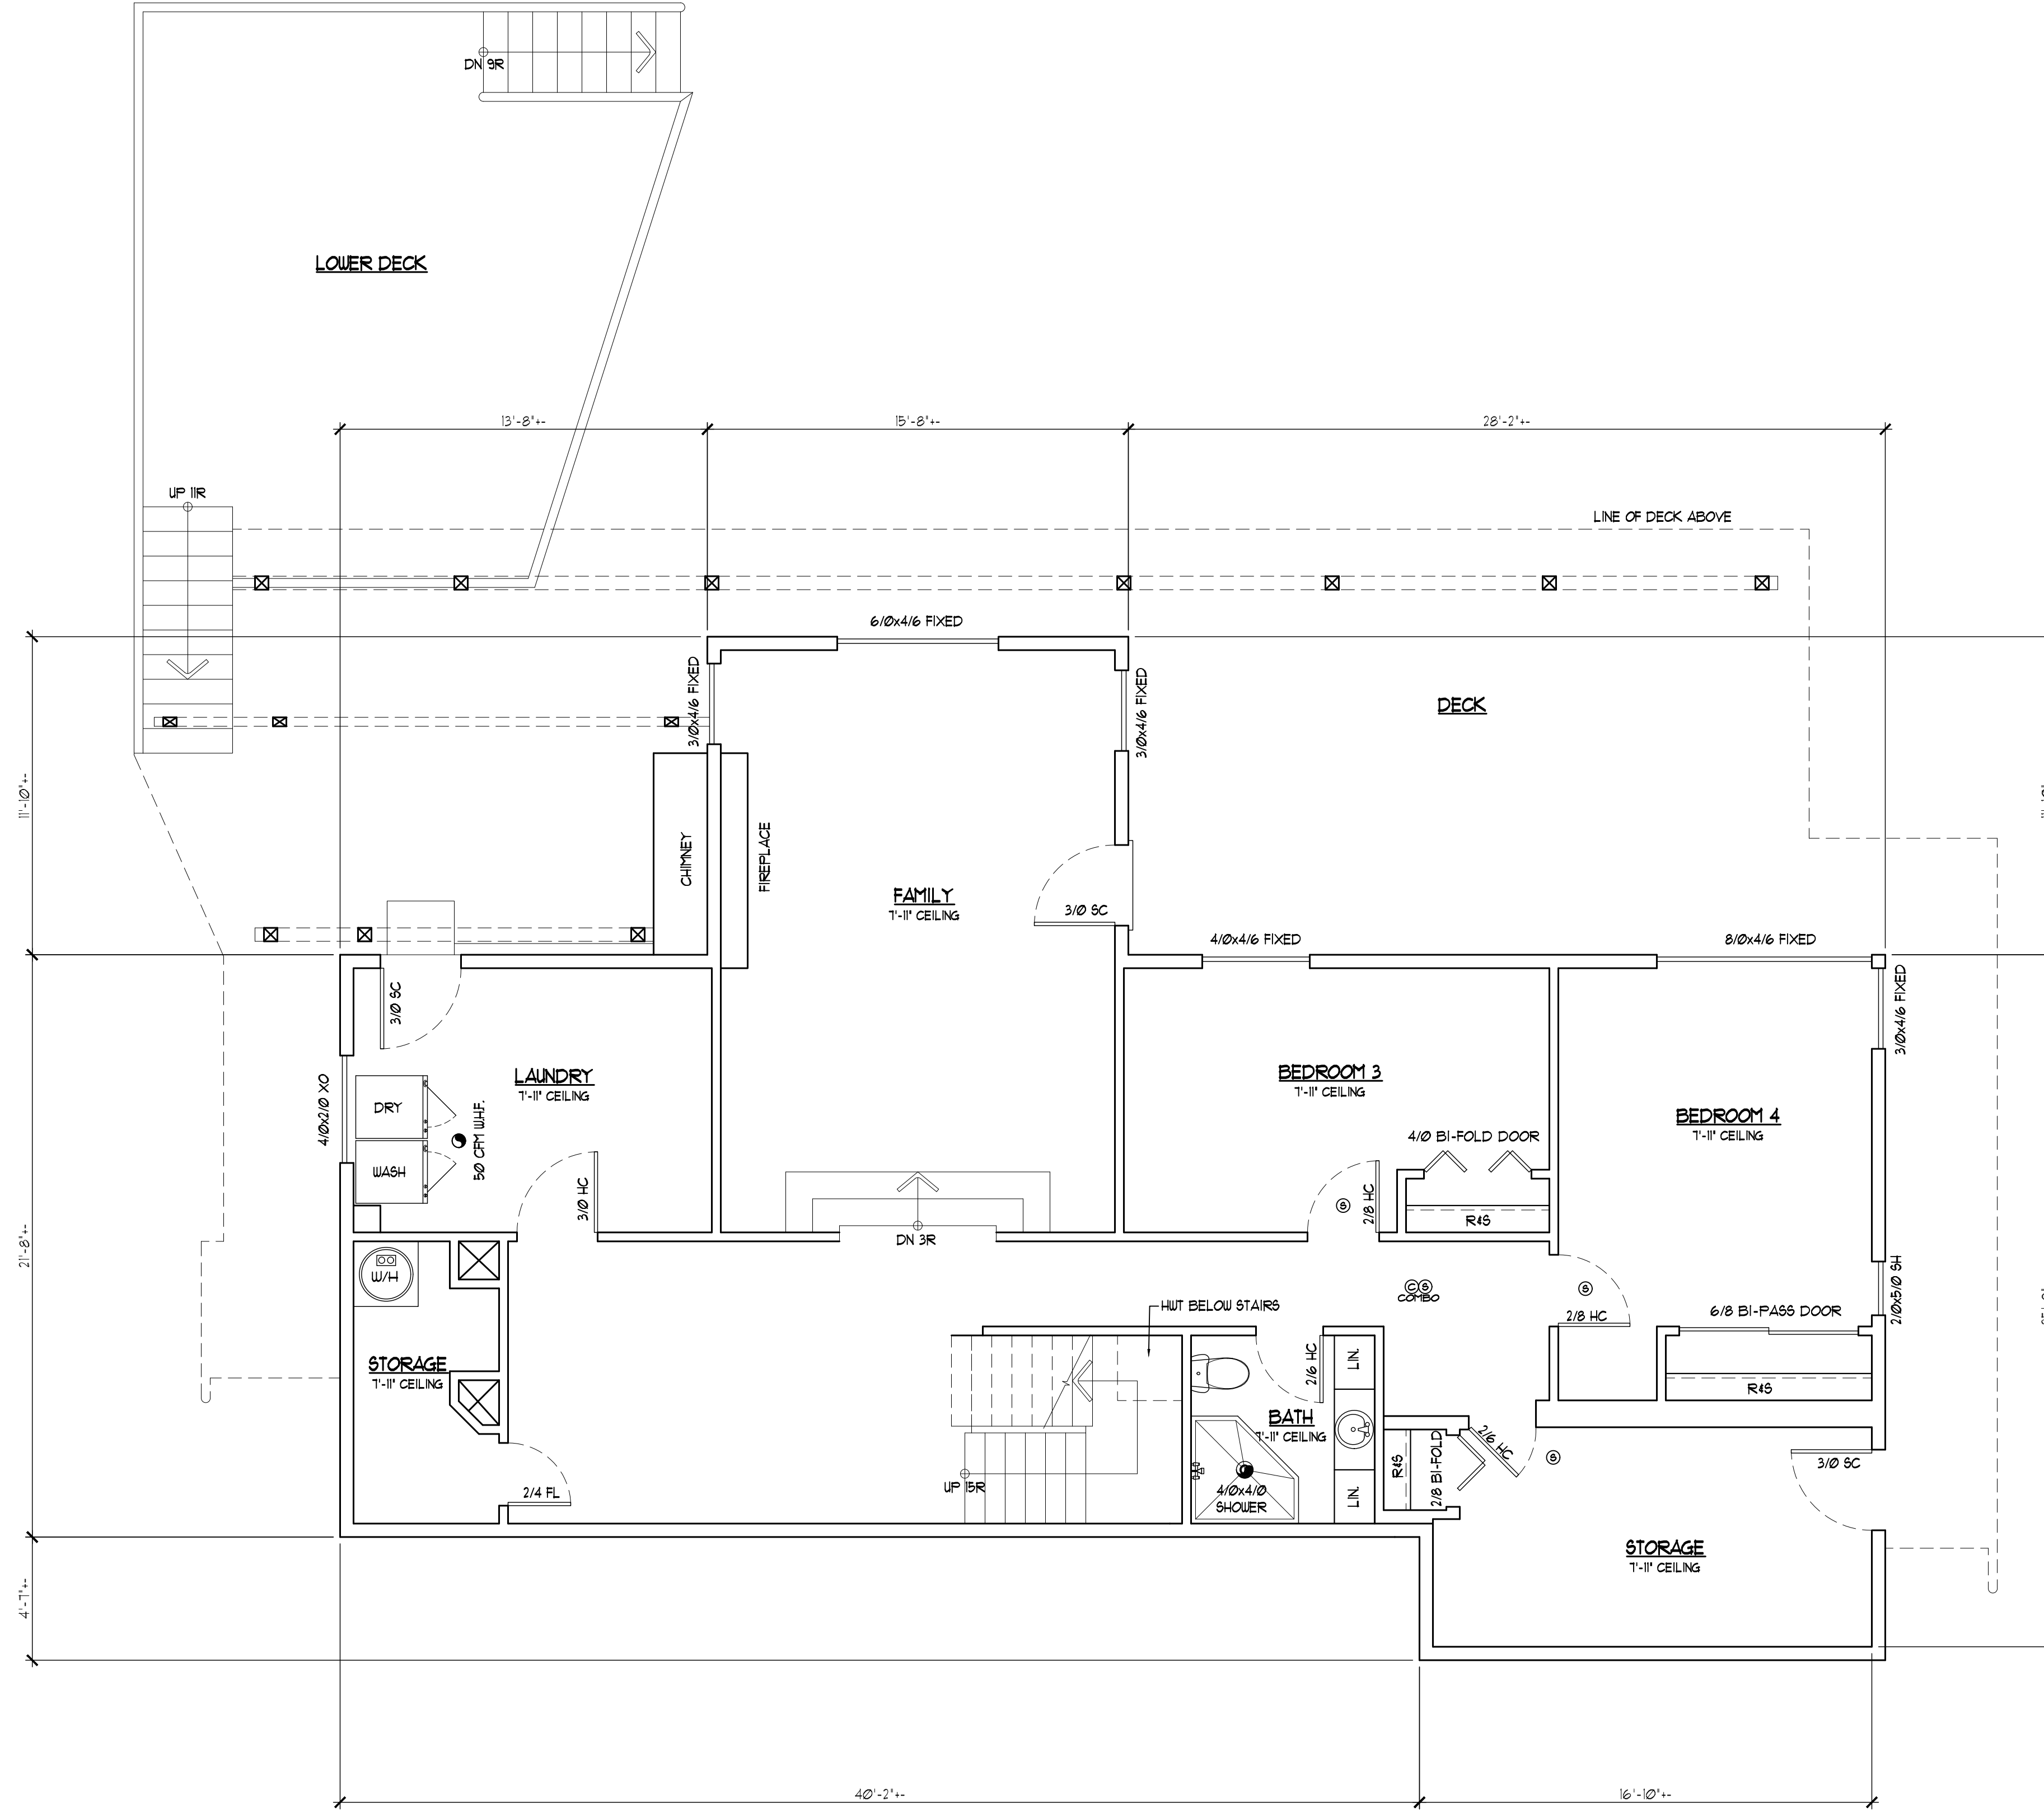 DN 9R
LOWER DECK
13'-8"+-
15'-8"+-
28'-2"+-
UP 11R
LINE OF DECK ABOVE
6/0x4/6 FIXED
3/0x4/6 FIXED
3/0x4/6 FIXED
DECK
11'-10"+-
CHIMNEY
FIREPLACE
FAMILY
7'-11" CEILING
3/0 SC
4/0x4/6 FIXED
8/0x4/6 FIXED
3/0 SC
3/0x4/6 FIXED
LAUNDRY
7'-11" CEILING
BEDROOM 3
7'-11" CEILING
4/0x2/0 XO
DRY
50 CFM W.H.F.
BEDROOM 4
7'-11" CEILING
4/0 BI-FOLD DOOR
WASH
3/0 HC
S
2/8 HC
R&S
21'-8"+-
DN 3R
W/H
C S
COMBO
S
2/0x5/0 SH
HWT BELOW STAIRS
2/8 HC
6/8 BI-PASS DOOR
STORAGE
7'-11" CEILING
2/6 HC
LIN.
R&S
BATH
7'-11" CEILING
2/6 HC
S
3/0 SC
R&S
2/8 BI-FOLD
UP 15R
2/4 FL
4/0x4/0
SHOWER
LIN.
STORAGE
7'-11" CEILING
4'-7"+-
40'-2"+-
16'-10"+-